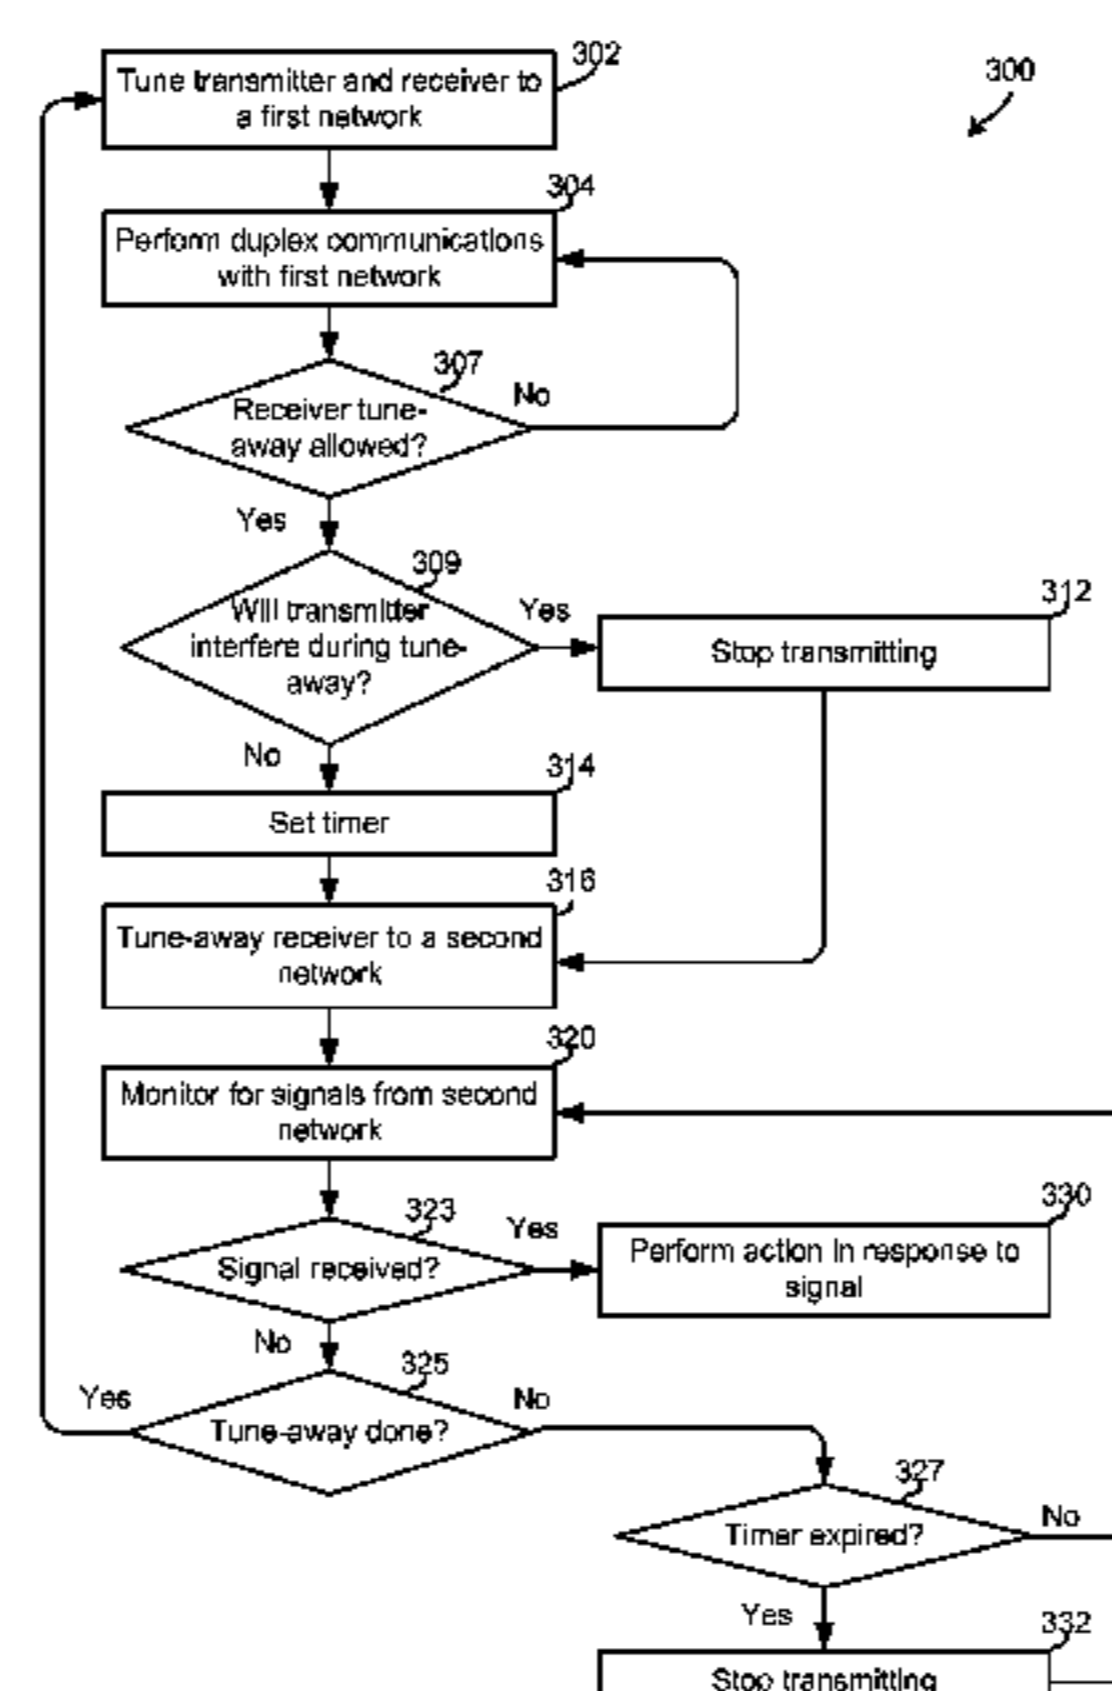 302
300
Tune transmitter and receiver to
a first network
304
Perform duplex communications
with first network
307
No
Receiver tune-
away allowed?
Yes
309
Will transmitter
interfere during tune-
away?
Yes
312
Stop transmitting
No
314
Set timer
316
Tune-away receiver to a second
network
320
Monitor for signals from second
network
323
Signal received?
Yes
330
Perform action in response to
signal
No
325
Yes
Tune-away done?
No
327
Timer expired?
No
Yes
332
Stop transmitting